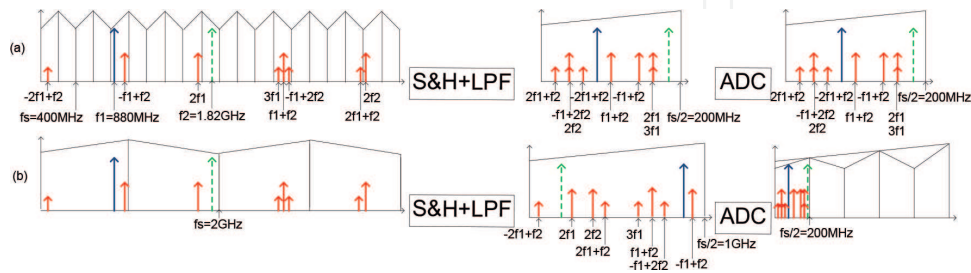 (a)
-2f1+f2
-f1+f2
2f1
3f1
-f1+2f2
2f2
fs=400MHz
f1=880MHz
f2=1.82GHz
f1+f2
2f1+f2
S&H+LPF
2f1+f2
-2f1+f2
-f1+f2
-f1+2f2
f1+f2
2f1
fs/2=200MHz
2f2
3f1
ADC
2f1+f2
-2f1+f2
-f1+f2
-f1+2f2
f1+f2
2f1
fs/2=200MHz
2f2
3f1
(b)
fs=2GHz
S&H+LPF
-2f1+f2
2f1
2f2
3f1
fs/2=1GHz
2f1+f2
f1+f2
-f1+2f2
-f1+f2
ADC
fs/2=200MHz